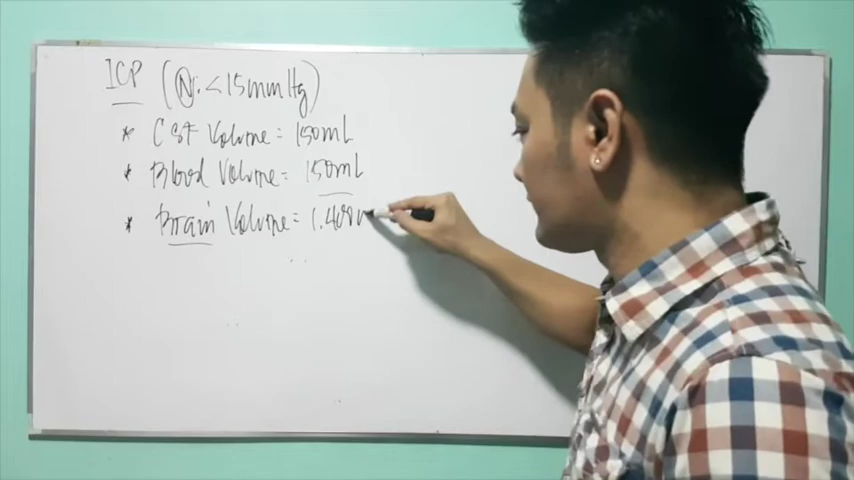 ICP (N: <15mmHg)
* CSF Volume = 150mL
* Blood Volume = 150mL
* Brain Volume = 1.400